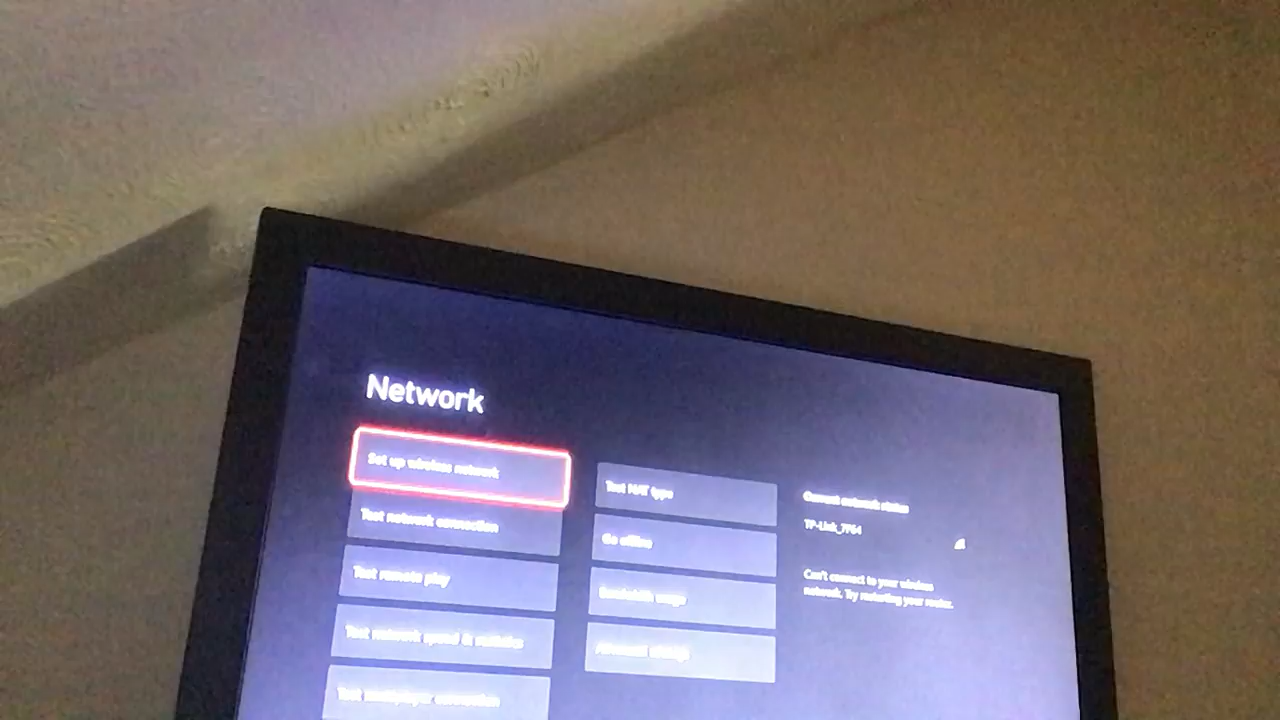 Network
Set up wireless network
Test network connection
Test remote play
Test network speed & statistics
Test multiplayer connection
Test NAT type
Go offline
Bandwidth usage
Advanced settings
Current network status
TP-Link_7F64
Can't connect to your wireless
network. Try restarting your router.